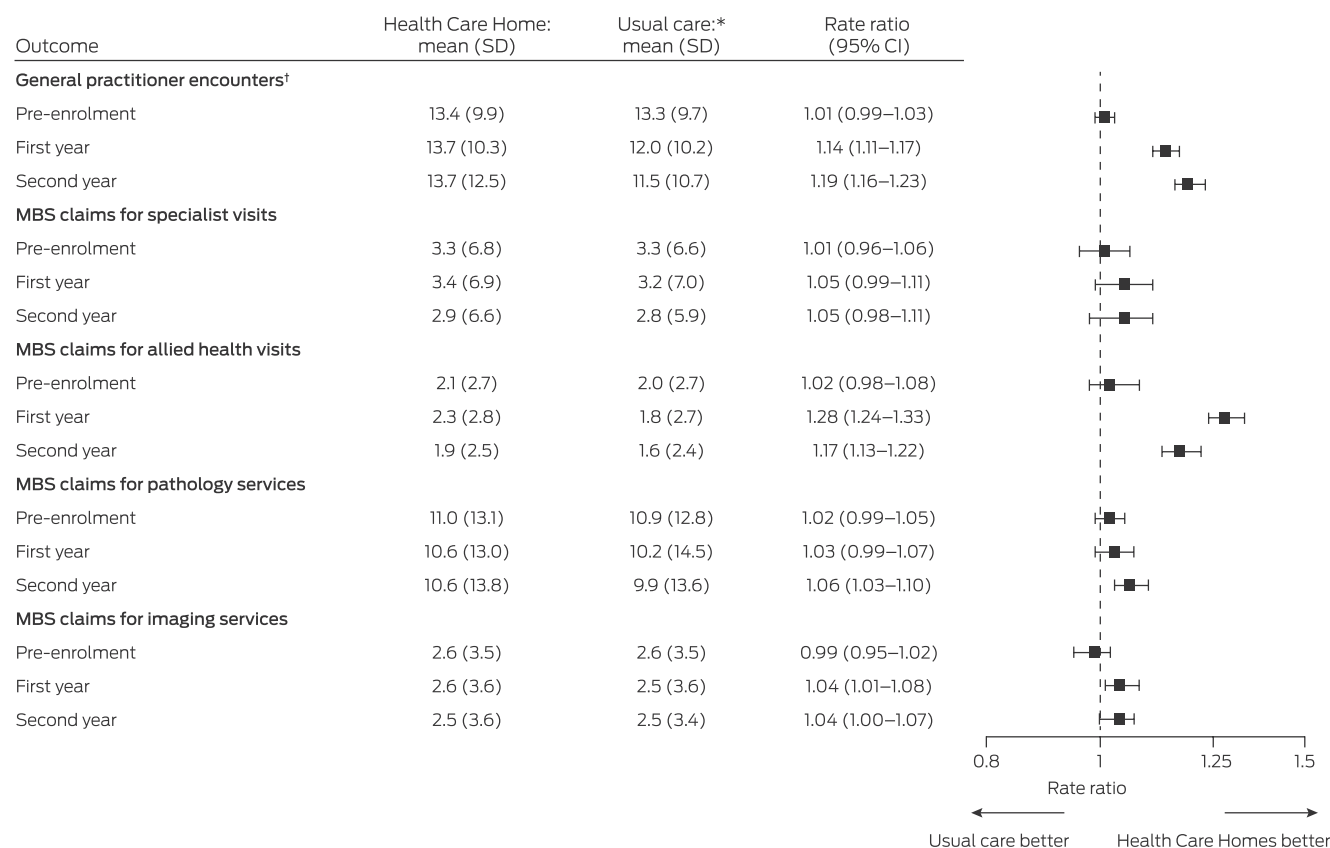 Outcome Health Care Home: mean (SD) Usual care:* mean (SD) Rate ratio (95% CI)
General practitioner encounters†
Pre-enrolment 13.4 (9.9) 13.3 (9.7) 1.01 (0.99–1.03)
First year 13.7 (10.3) 12.0 (10.2) 1.14 (1.11–1.17)
Second year 13.7 (12.5) 11.5 (10.7) 1.19 (1.16–1.23)
MBS claims for specialist visits
Pre-enrolment 3.3 (6.8) 3.3 (6.6) 1.01 (0.96–1.06)
First year 3.4 (6.9) 3.2 (7.0) 1.05 (0.99–1.11)
Second year 2.9 (6.6) 2.8 (5.9) 1.05 (0.98–1.11)
MBS claims for allied health visits
Pre-enrolment 2.1 (2.7) 2.0 (2.7) 1.02 (0.98–1.08)
First year 2.3 (2.8) 1.8 (2.7) 1.28 (1.24–1.33)
Second year 1.9 (2.5) 1.6 (2.4) 1.17 (1.13–1.22)
MBS claims for pathology services
Pre-enrolment 11.0 (13.1) 10.9 (12.8) 1.02 (0.99–1.05)
First year 10.6 (13.0) 10.2 (14.5) 1.03 (0.99–1.07)
Second year 10.6 (13.8) 9.9 (13.6) 1.06 (1.03–1.10)
MBS claims for imaging services
Pre-enrolment 2.6 (3.5) 2.6 (3.5) 0.99 (0.95–1.02)
First year 2.6 (3.6) 2.5 (3.6) 1.04 (1.01–1.08)
Second year 2.5 (3.6) 2.5 (3.4) 1.04 (1.00–1.07)
0.8 1 1.25 1.5
Rate ratio
Usual care better Health Care Homes better